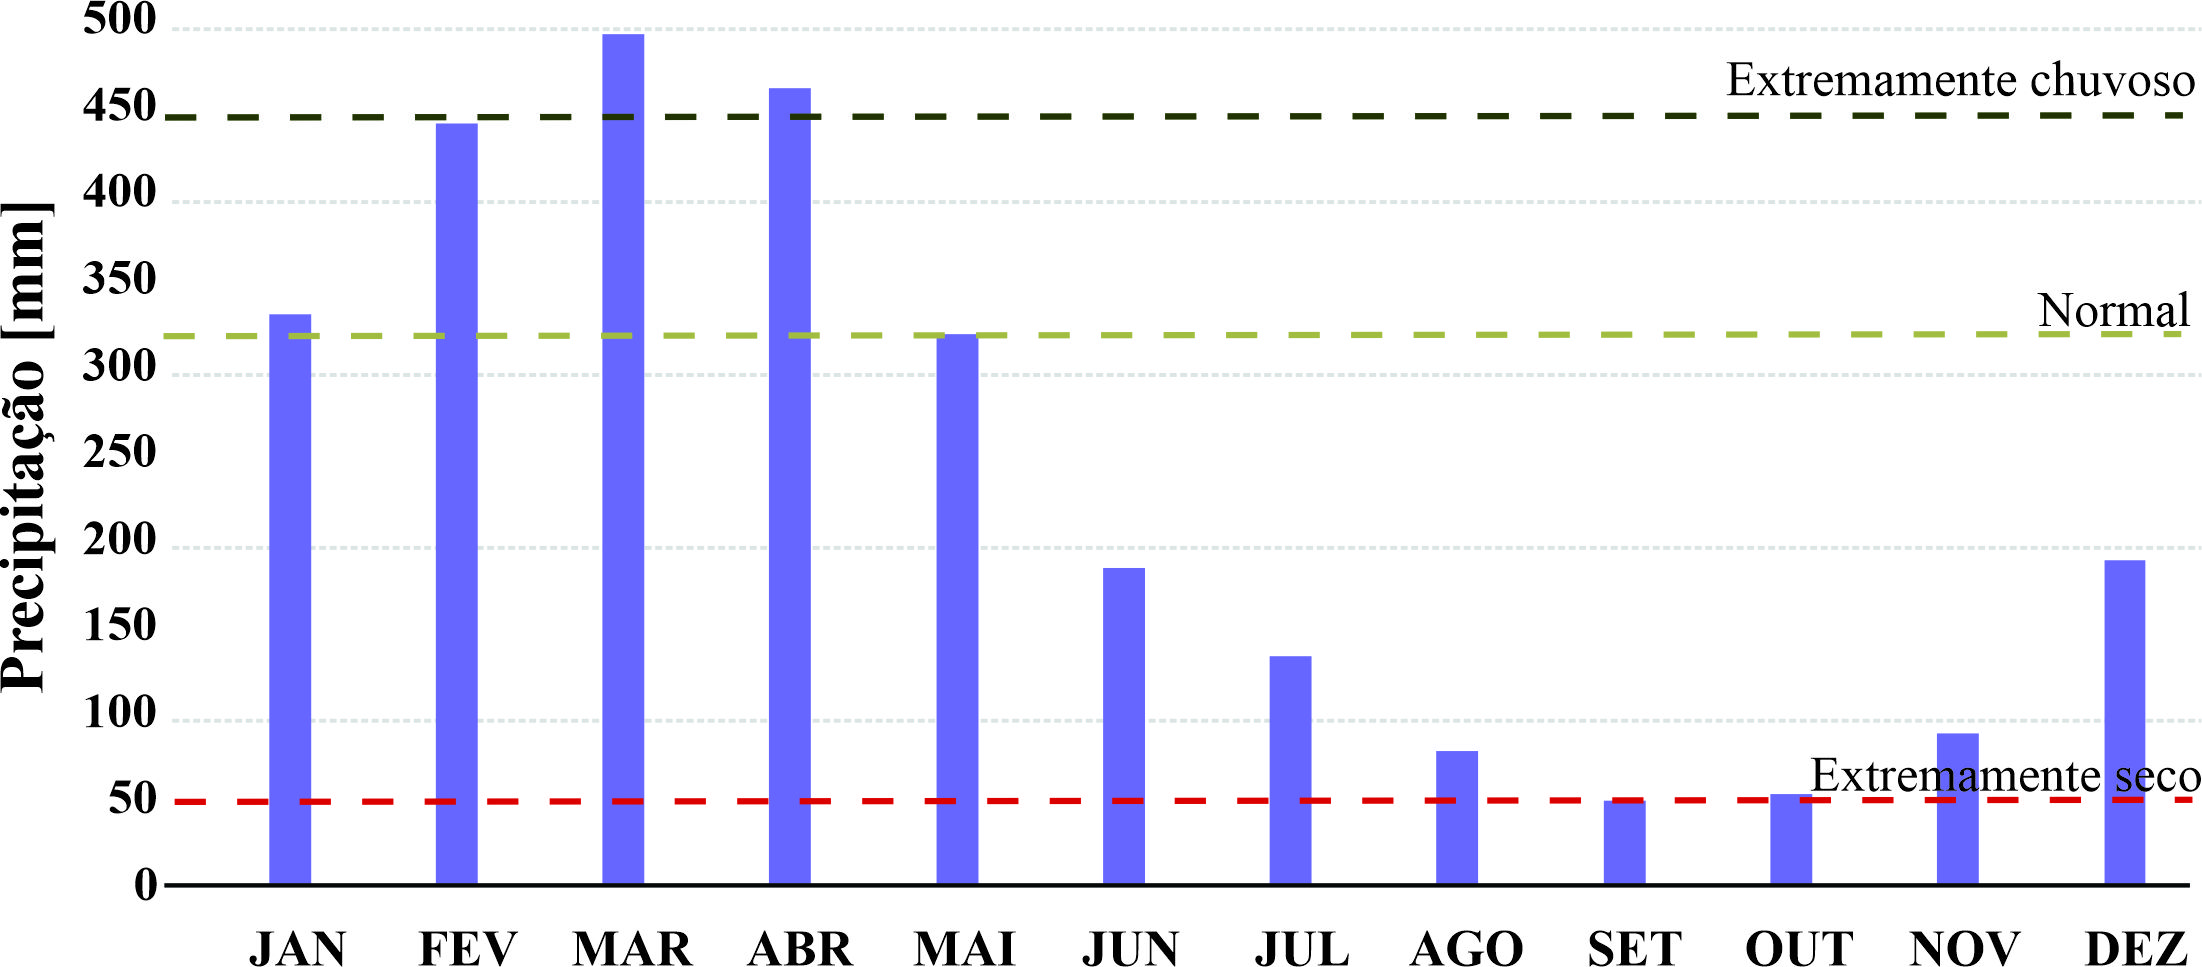 500
Extremamente chuvoso
450
400
350
Normal
300
250
200
150
100
Extremamente seco
50
0
Precipitação [mm]
JAN FEV MAR ABR MAI JUN JUL AGO SET OUT NOV DEZ